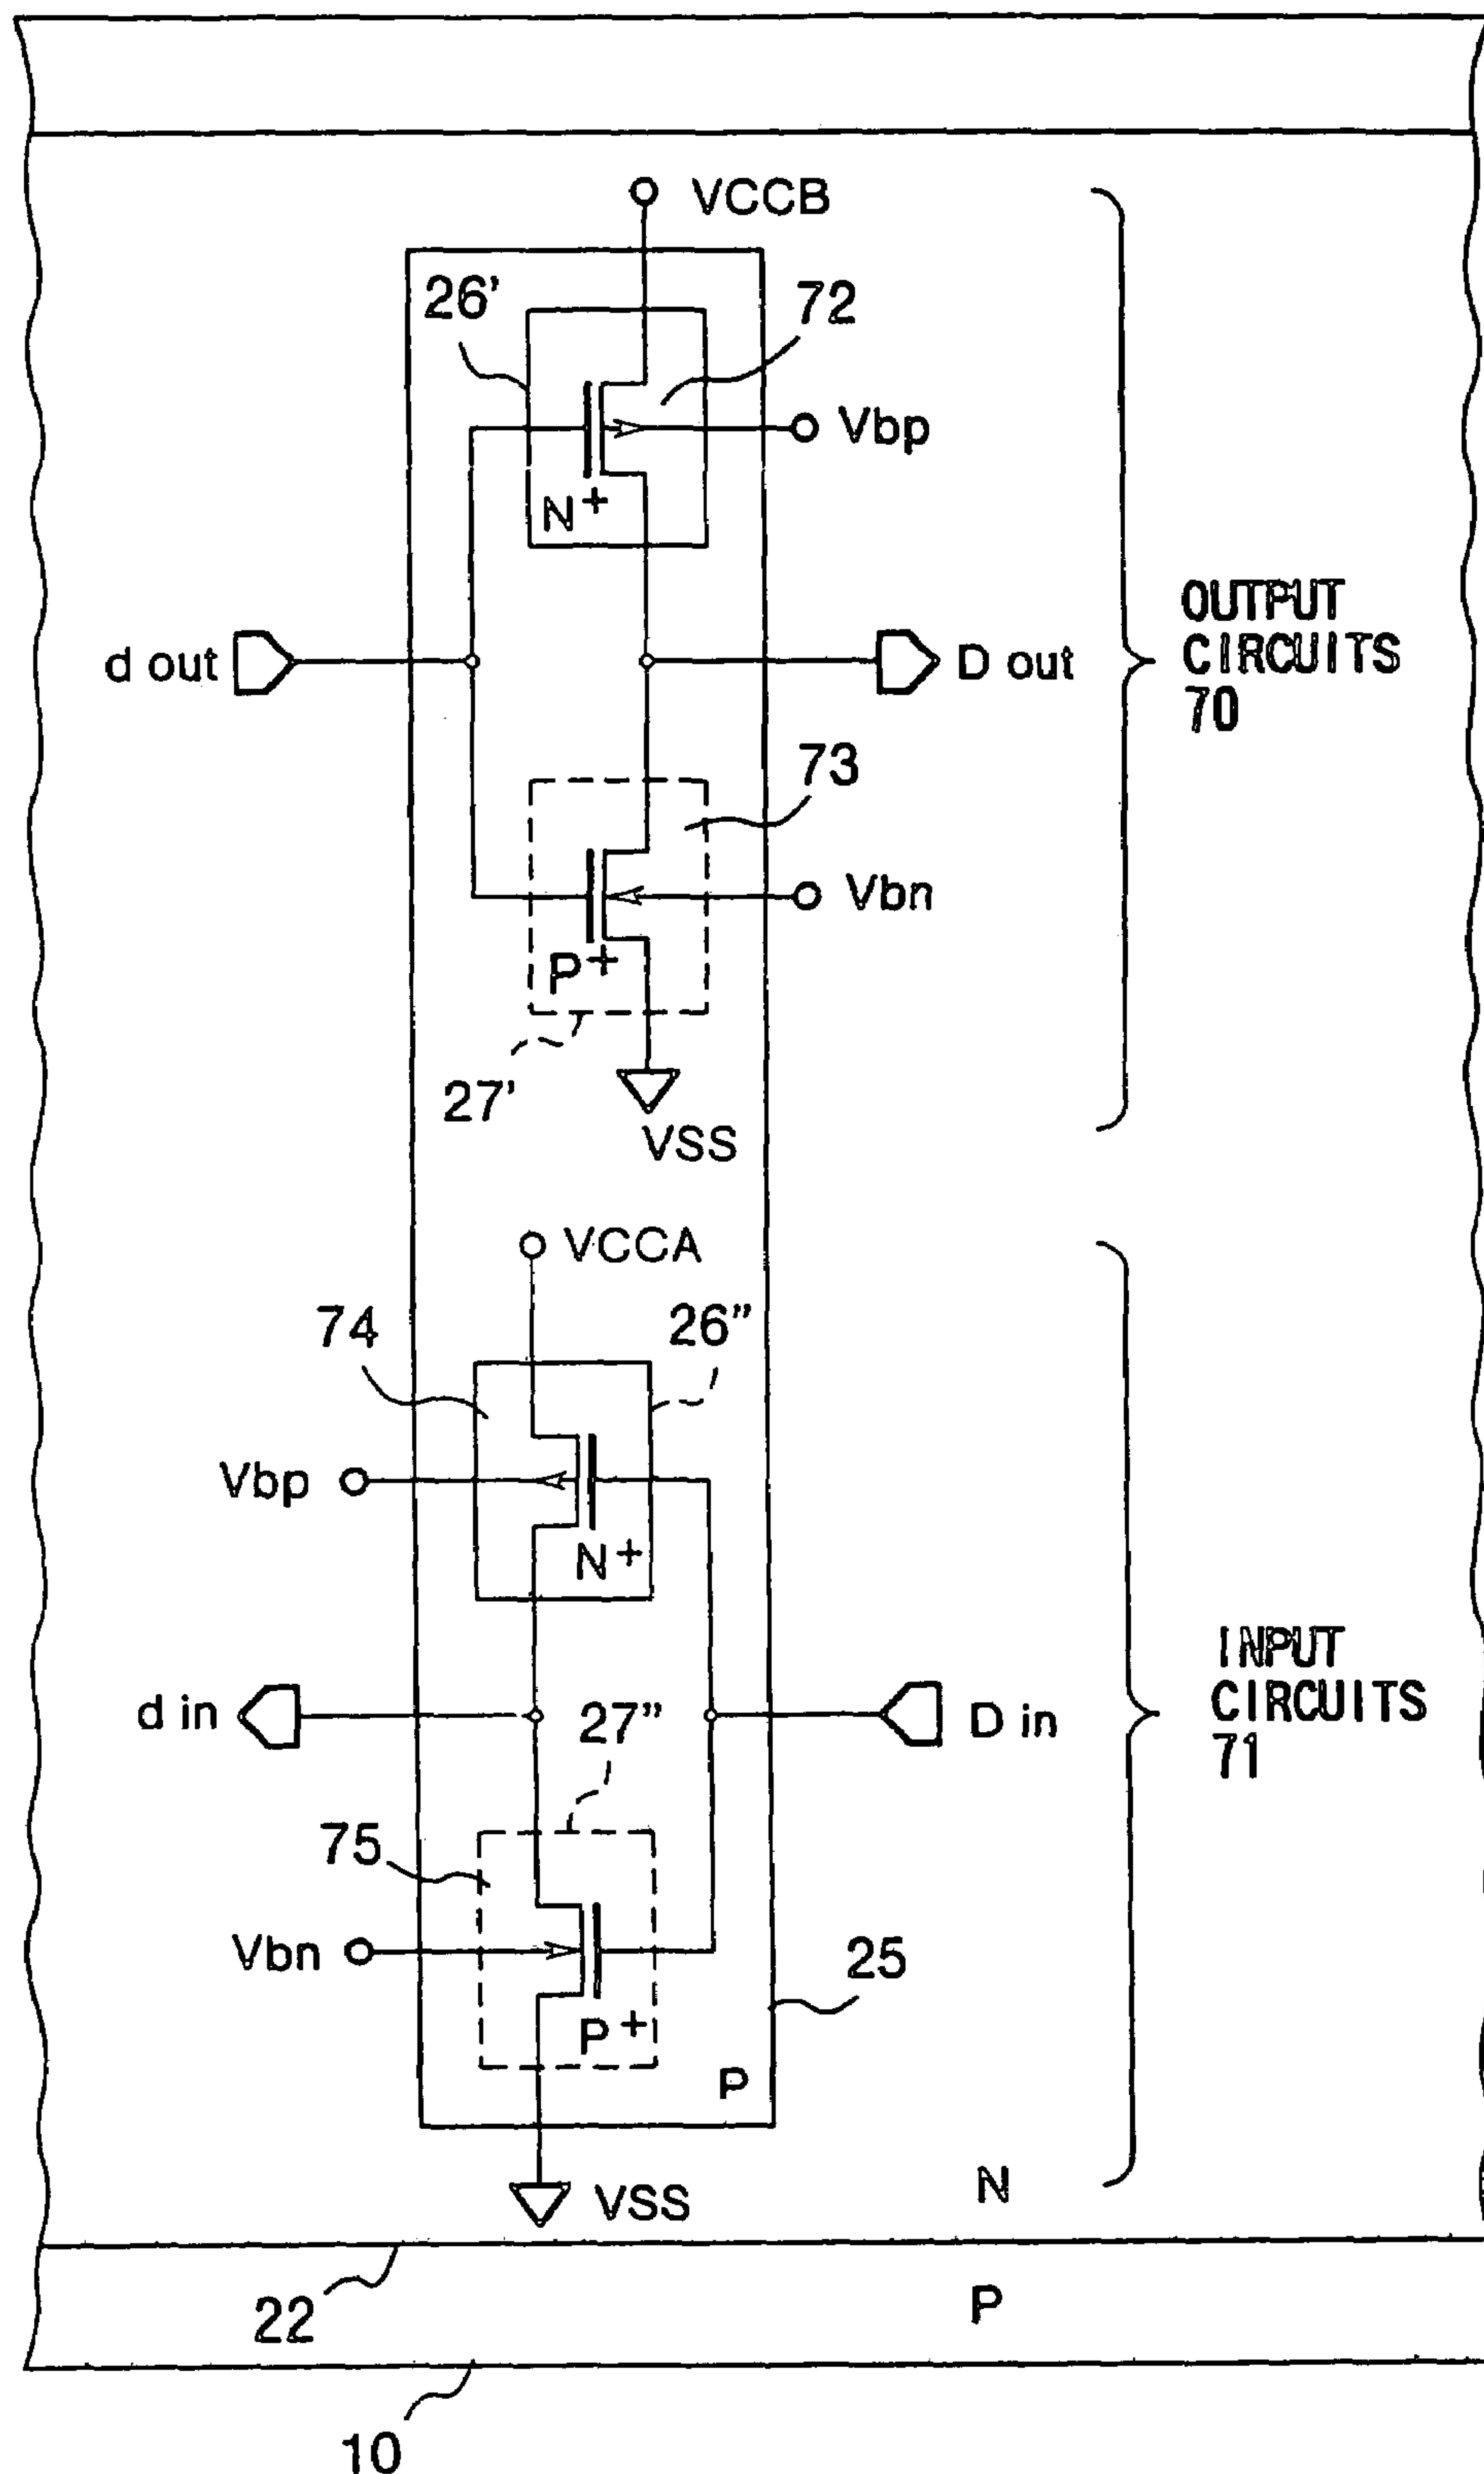 VCCB
26'
72
Vbp
N+
d out
D out
OUTPUT
CIRCUITS
70
73
Vbn
P+
27'
VSS
VCCA
74
26"
Vbp
N+
d in
27"
D in
INPUT
CIRCUITS
71
75
Vbn
25
P+
P
N
VSS
22
P
10